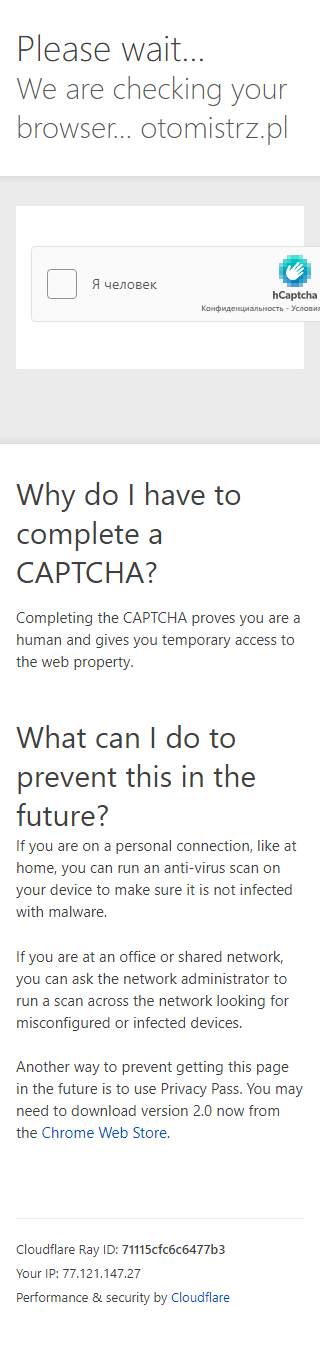 Please wait...
We are checking your
browser... otomistrz.pl
Я человек
hCaptcha
Конфиденциальность - Условия
Why do I have to
complete a
CAPTCHA?
Completing the CAPTCHA proves you are a
human and gives you temporary access to
the web property.
What can I do to
prevent this in the
future?
If you are on a personal connection, like at
home, you can run an anti-virus scan on
your device to make sure it is not infected
with malware.
If you are at an office or shared network,
you can ask the network administrator to
run a scan across the network looking for
misconfigured or infected devices.
Another way to prevent getting this page
in the future is to use Privacy Pass. You may
need to download version 2.0 now from
the Chrome Web Store.
Cloudflare Ray ID: 71115cfc6c6477b3
Your IP: 77.121.147.27
Performance & security by Cloudflare